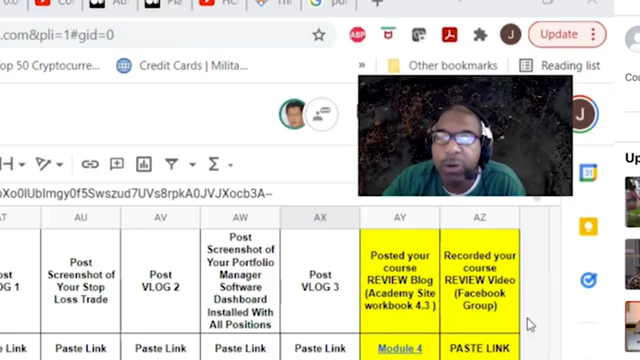 .com&pli=1#gid=0
ABP
J
Update
op 50 Cryptocurre...
Credit Cards | Milita...
»
Other bookmarks
Reading list
J
Cou
Up
pXo0IUbImgy0f5Swszud7UVs8rpkA0JVJXocb3A--
AT
AU
AV
AW
AX
AY
AZ
Post
LOG 1
Post
Screenshot of
Your Stop
Loss Trade
Post
VLOG 2
Post
Screenshot of
Your Portfolio
Manager
Software
Dashboard
Installed With
All Positions
Post
VLOG 3
Posted your
course
REVIEW Blog
(Academy Site
workbook 4.3 )
Recorded your
course
REVIEW Video
(Facebook
Group)
Paste Link
Paste Link
Paste Link
Paste Link
Paste Link
Module 4
PASTE LINK